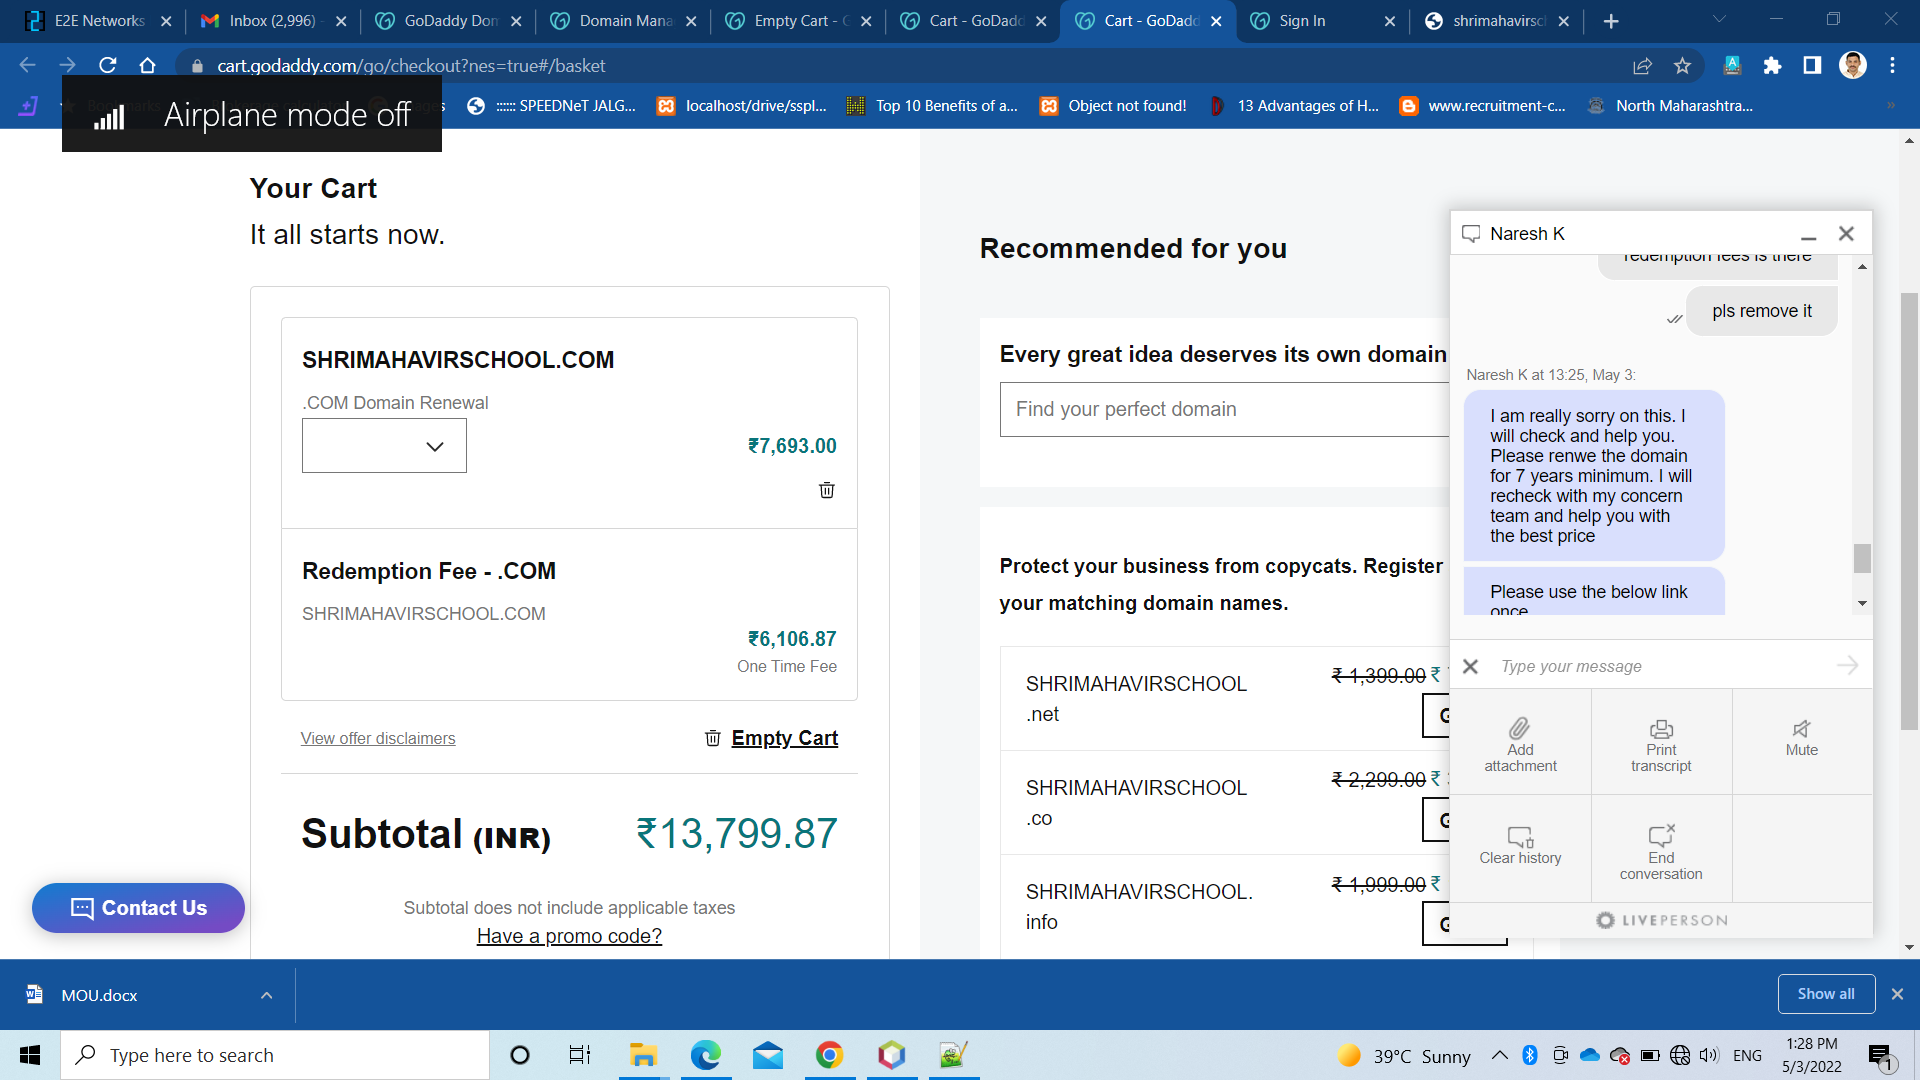 E2E Networks
Inbox (2,996) -
GoDaddy Dom
Domain Mana
Empty Cart - G
Cart - GoDadd
Cart - GoDadd
Sign In
shrimahavirsc
cart.godaddy.com/go/checkout?nes=true#/basket
:::::: SPEEDNeT JALG...
localhost/drive/sspl...
Top 10 Benefits of a...
Object not found!
13 Advantages of H...
www.recruitment-c...
North Maharashtra...
»
Airplane mode off
Your Cart
It all starts now.
SHRIMAHAVIRSCHOOL.COM
.COM Domain Renewal
₹7,693.00
Redemption Fee - .COM
SHRIMAHAVIRSCHOOL.COM
₹6,106.87
One Time Fee
View offer disclaimers
Empty Cart
Subtotal (INR)
₹13,799.87
Subtotal does not include applicable taxes
Have a promo code?
Contact Us
Recommended for you
Every great idea deserves its own domain
Find your perfect domain
Protect your business from copycats. Register
your matching domain names.
SHRIMAHAVIRSCHOOL
.net
₹ 1,399.00 ₹
SHRIMAHAVIRSCHOOL
.co
₹ 2,299.00 ₹
SHRIMAHAVIRSCHOOL.
info
₹ 1,999.00 ₹
Naresh K
redemption fees is there
pls remove it
Naresh K at 13:25, May 3:
I am really sorry on this. I
will check and help you.
Please renwe the domain
for 7 years minimum. I will
recheck with my concern
team and help you with
the best price
Please use the below link
once
Type your message
Add
attachment
Print
transcript
Mute
Clear history
End
conversation
LIVEPERSON
MOU.docx
Show all
Type here to search
39°C Sunny
ENG
1:28 PM
5/3/2022
1